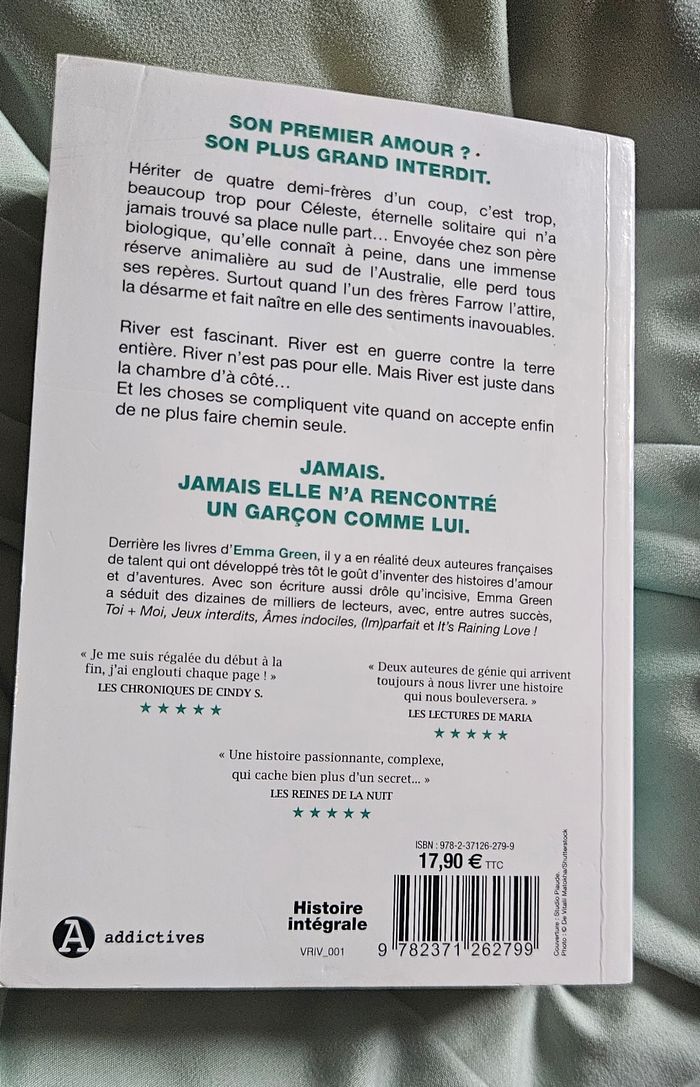 SON PREMIER AMOUR ?
SON PLUS GRAND INTERDIT.
Hériter de quatre demi-frères d'un coup, c'est trop,
beaucoup trop pour Céleste, éternelle solitaire qui n'a
jamais trouvé sa place nulle part... Envoyée chez son père
biologique, qu'elle connaît à peine, dans une immense
réserve animalière au sud de l'Australie, elle perd tous
ses repères. Surtout quand l'un des frères Farrow l'attire,
la désarme et fait naître en elle des sentiments inavouables.
River est fascinant. River est en guerre contre la terre
entière. River n'est pas pour elle. Mais River est juste dans
la chambre d'à côté...
Et les choses se compliquent vite quand on accepte enfin
de ne plus faire chemin seule.
JAMAIS.
JAMAIS ELLE N'A RENCONTRÉ
UN GARÇON COMME LUI.
Derrière les livres d'Emma Green, il y a en réalité deux auteures françaises
de talent qui ont développé très tôt le goût d'inventer des histoires d'amour
et d'aventures. Avec son écriture aussi drôle qu'incisive, Emma Green
a séduit des dizaines de milliers de lecteurs, avec, entre autres succès,
Toi + Moi, Jeux interdits, Âmes indociles, (Im)parfait et It's Raining Love !
« Je me suis régalée du début à la
fin, j'ai englouti chaque page ! »
LES CHRONIQUES DE CINDY S.
★★★★★
« Deux auteures de génie qui arrivent
toujours à nous livrer une histoire
qui nous bouleversera. »
LES LECTURES DE MARIA
★★★★★
« Une histoire passionnante, complexe,
qui cache bien plus d'un secret... »
LES REINES DE LA NUIT
★★★★★
ISBN : 978-2-37126-279-9
17,90 € TTC
A addictives
Histoire
intégrale
VRIV_001
9 782371 262799
Couverture : Studio Piaude.
Photo : © De Vitalii Matokha/Shutterstock